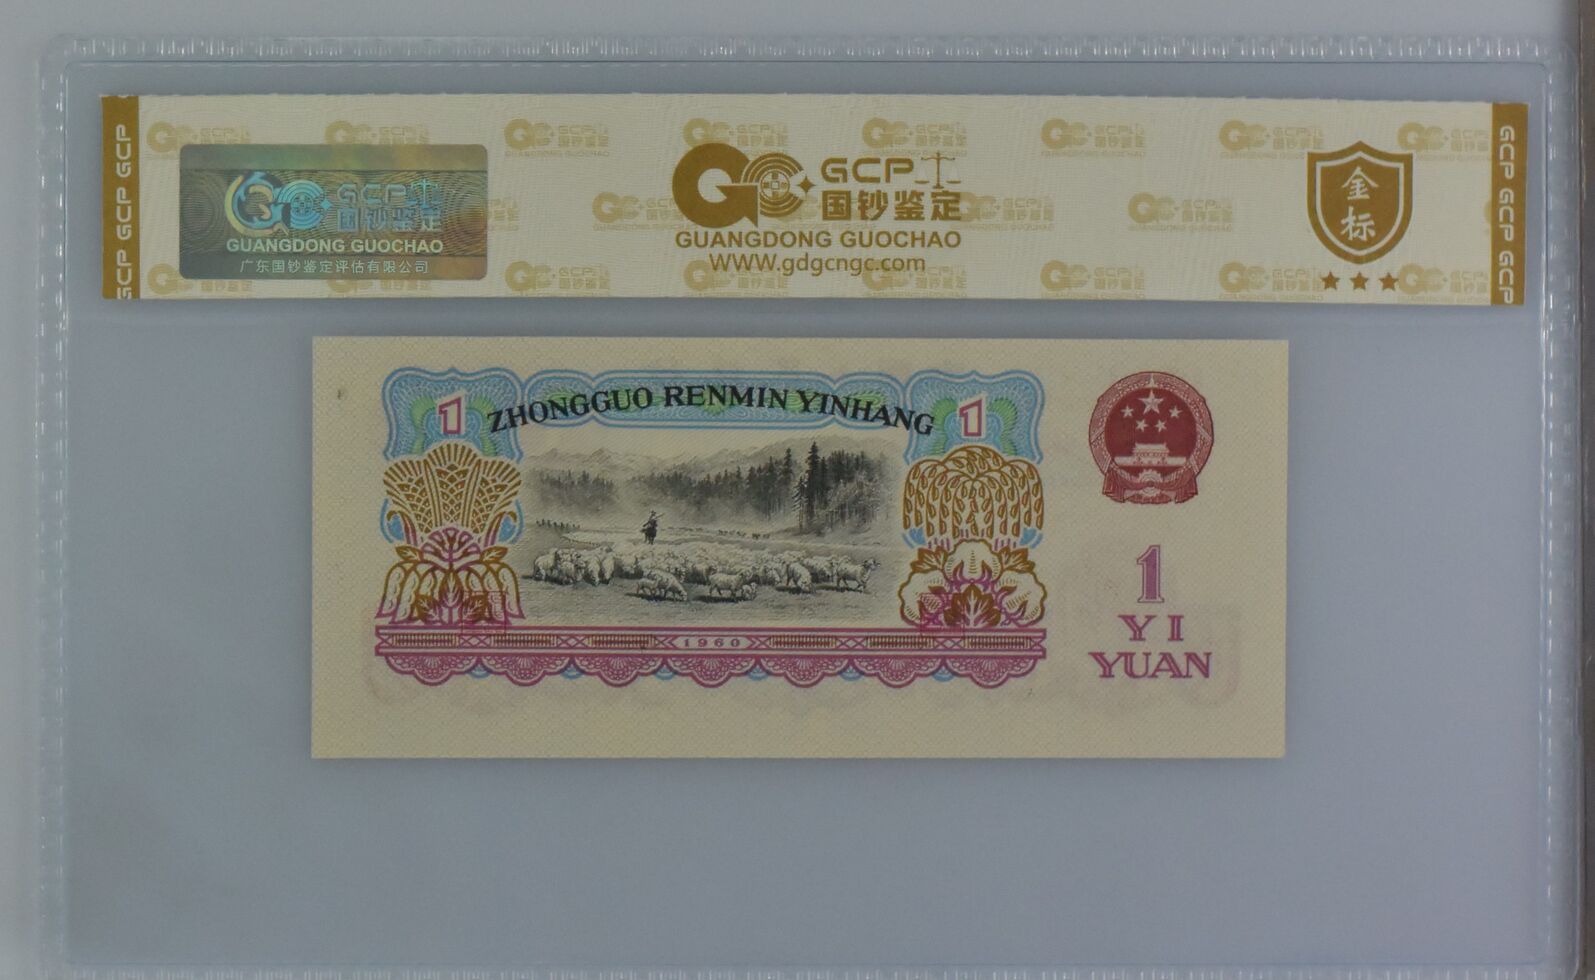 GCP GCP GCP
GCP
国钞鉴定
GUANGDONG GUOCHAO
广东国钞鉴定评估有限公司
GCP
国钞鉴定
GUANGDONG GUOCHAO
WWW.gdgcngc.com
金标
GCP GCP GCP
1 ZHONGGUO RENMIN YINHANG 1
1960
1
YI
YUAN